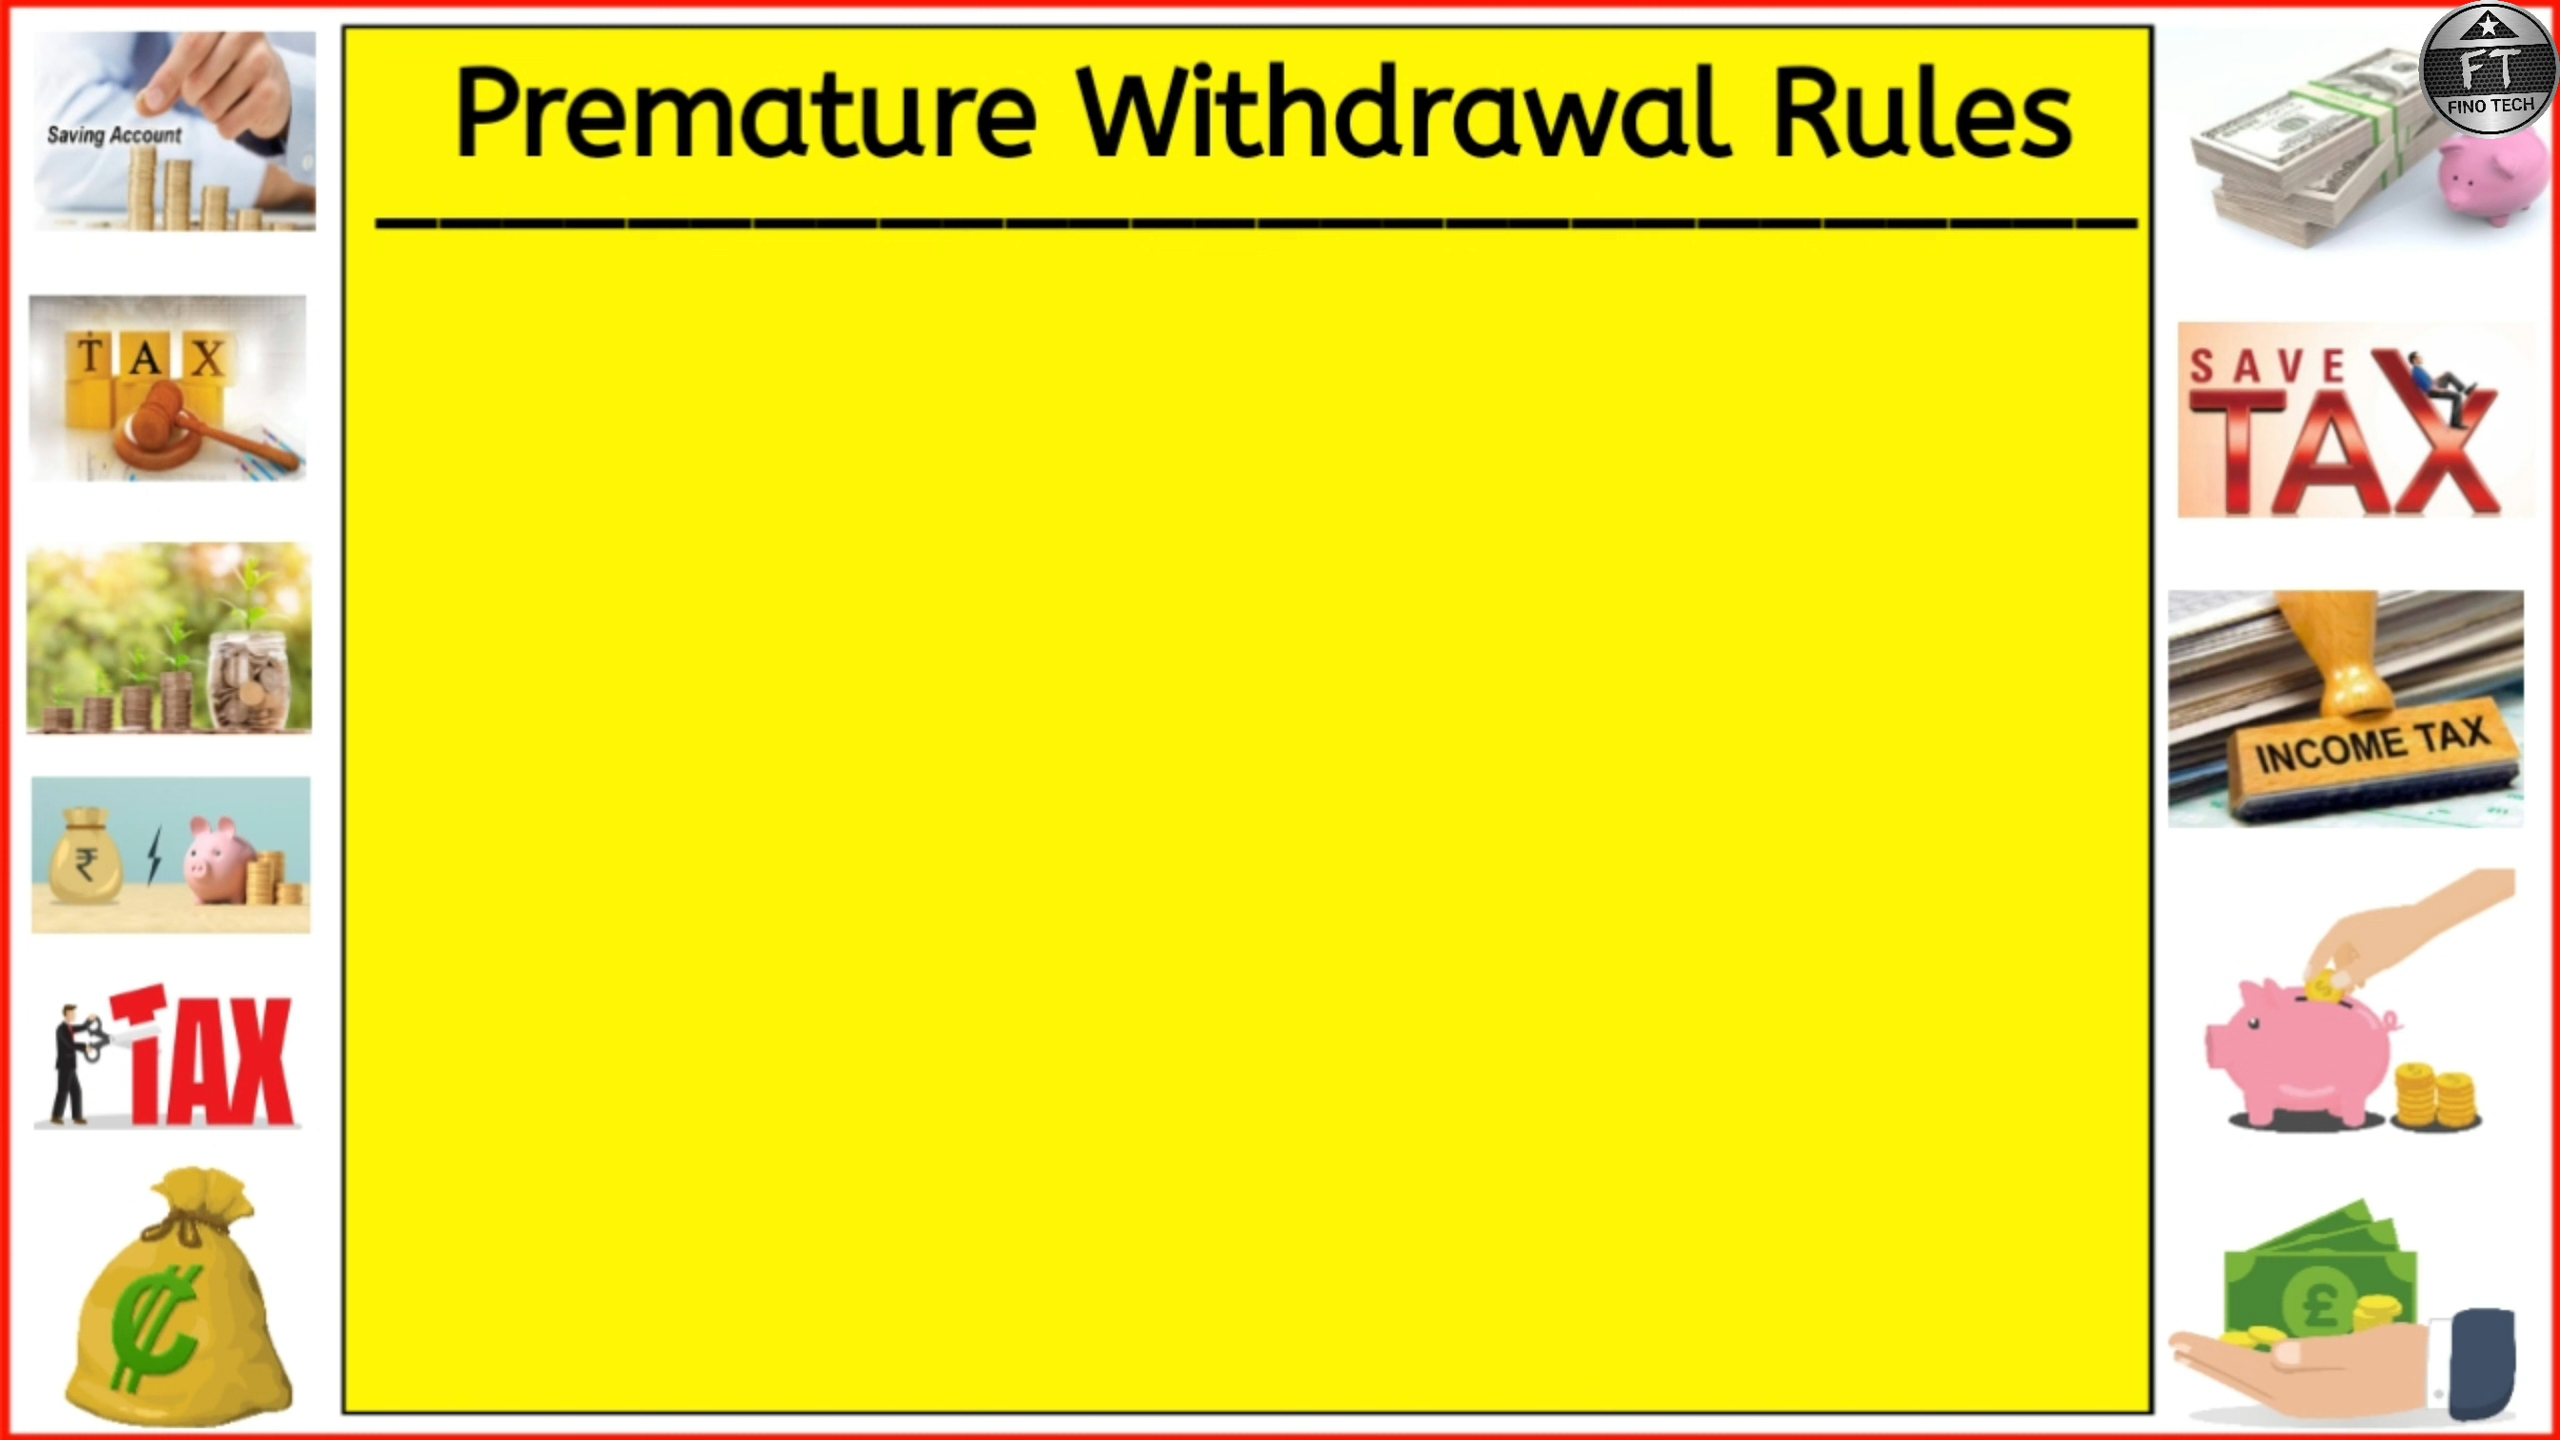 Premature Withdrawal Rules
Saving Account
TAX
₹
TAX
₵
FT
FINO TECH
SAVE
TAX
INCOME TAX
£